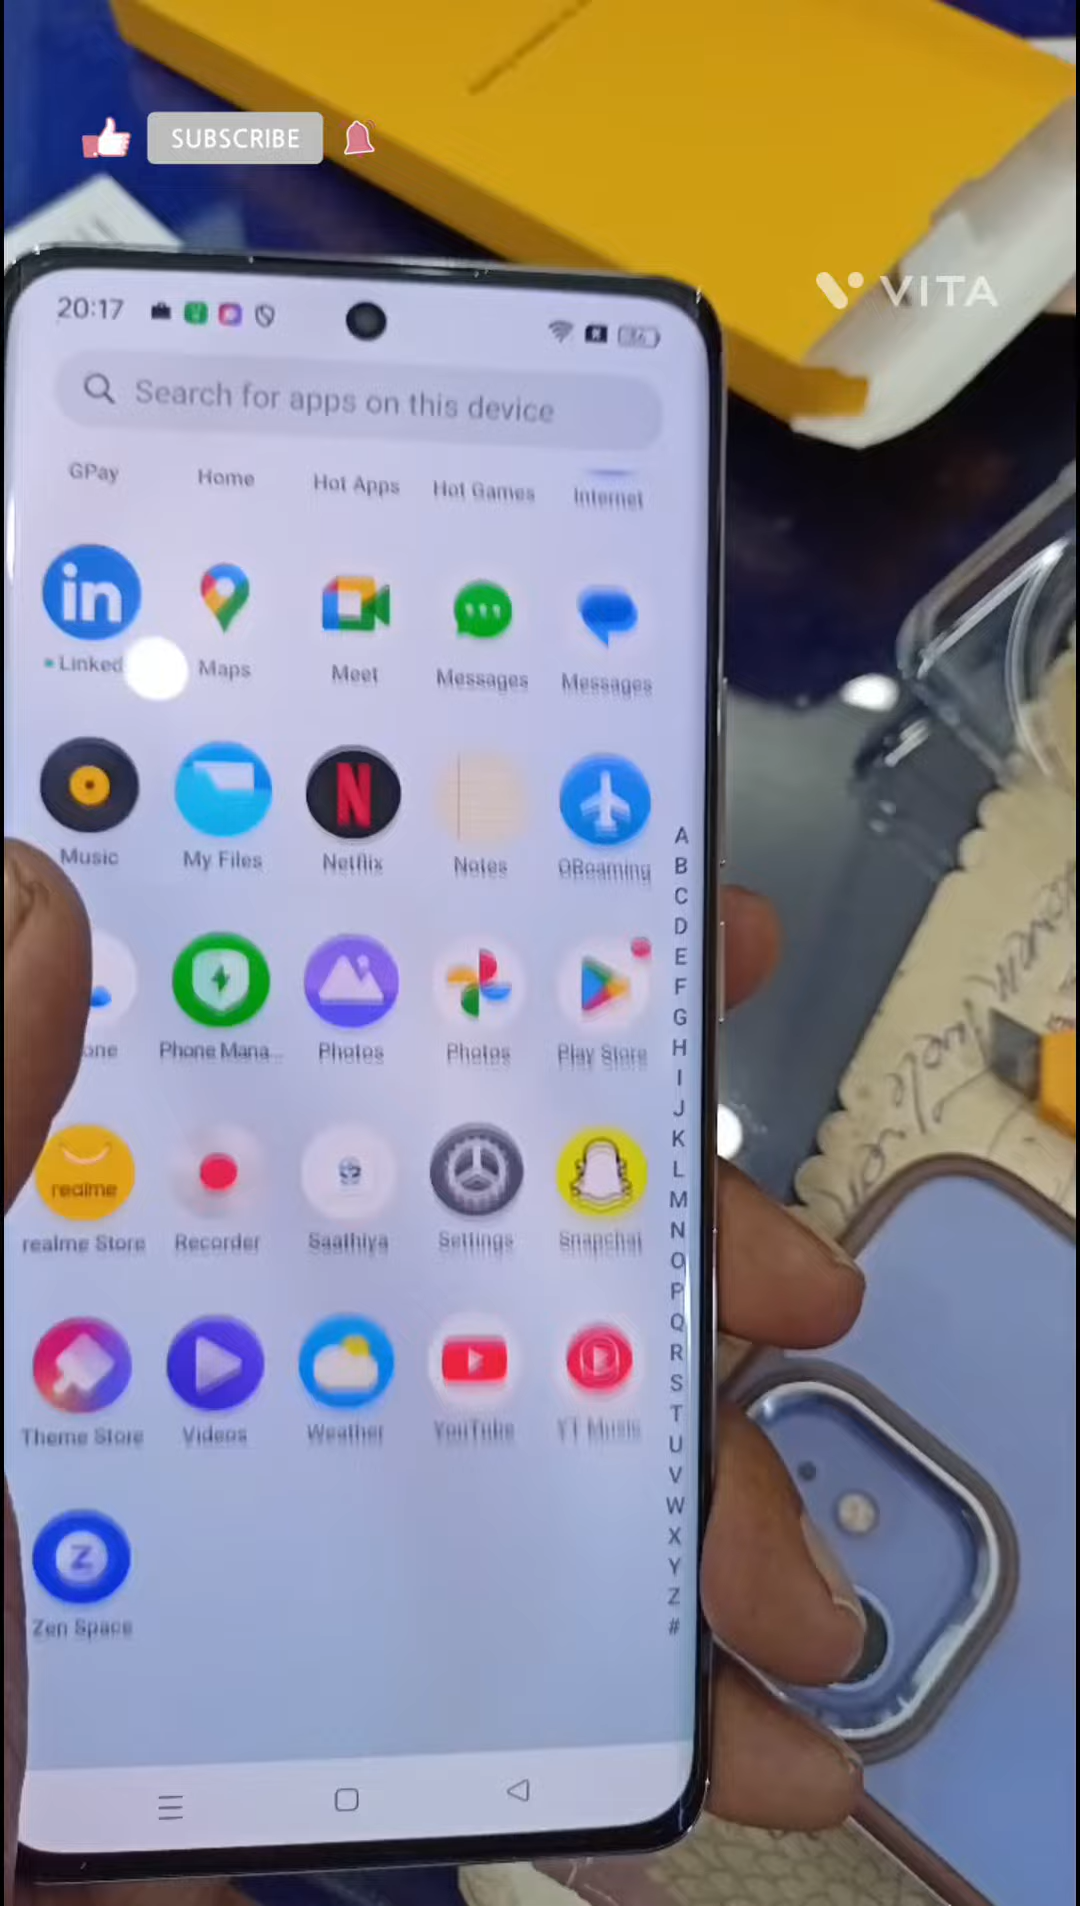 SUBSCRIBE
VITA
20:17
Search for apps on this device
GPay Home Hot Apps Hot Games Internet
in
Linked Maps Meet Messages Messages
N
Music My Files Netflix Notes ORoaming
one Phone Mana... Photos Photos Play Store
realme
realme Store Recorder Saathiya Settings Snapchat
Theme Store Videos Weather YouTube YT Music
Z
Zen Space
A
B
C
D
E
F
G
H
I
J
K
L
M
N
O
P
Q
R
S
T
U
V
W
X
Y
Z
#